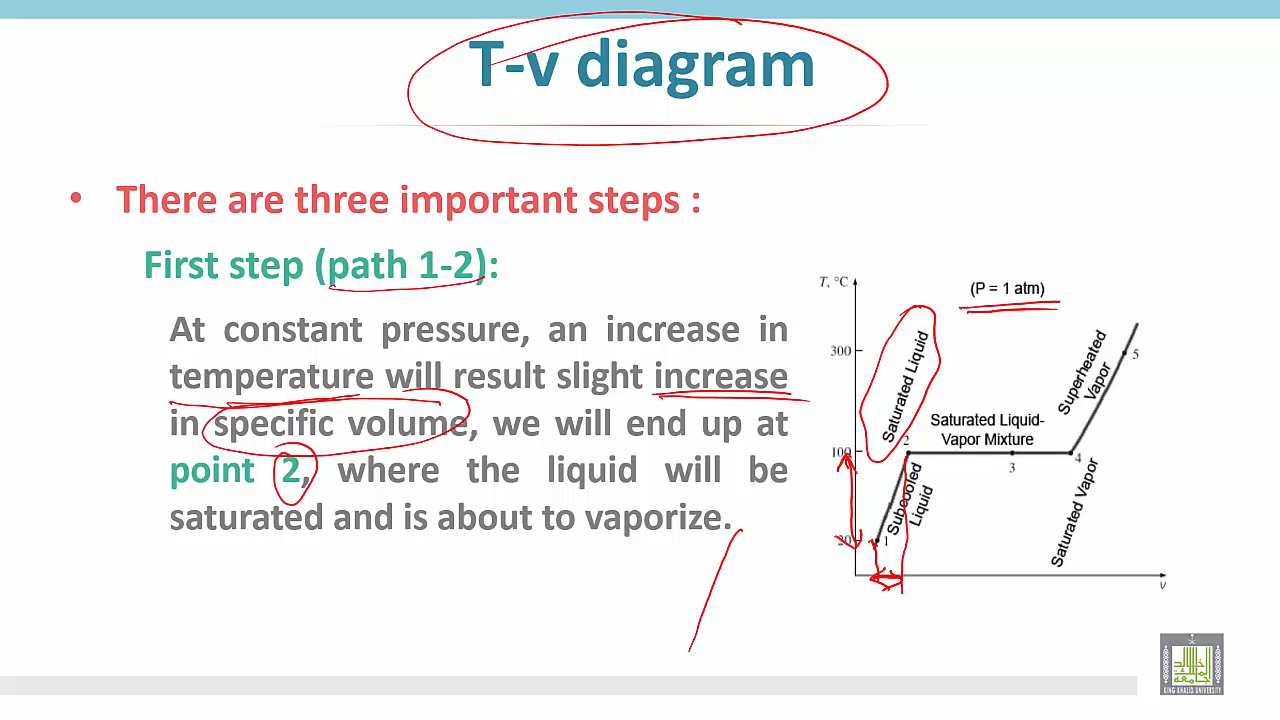 T-v diagram
• There are three important steps :
First step (path 1-2):
At constant pressure, an increase in
temperature will result slight increase
in specific volume, we will end up at
point 2, where the liquid will be
saturated and is about to vaporize.
T, °C
(P = 1 atm)
300
100
20
Saturated Liquid
2
Subcooled
Liquid
1
Saturated Liquid-
Vapor Mixture
3
Superheated
Vapor
5
4
Saturated Vapor
v
KING KHALID UNIVERSITY